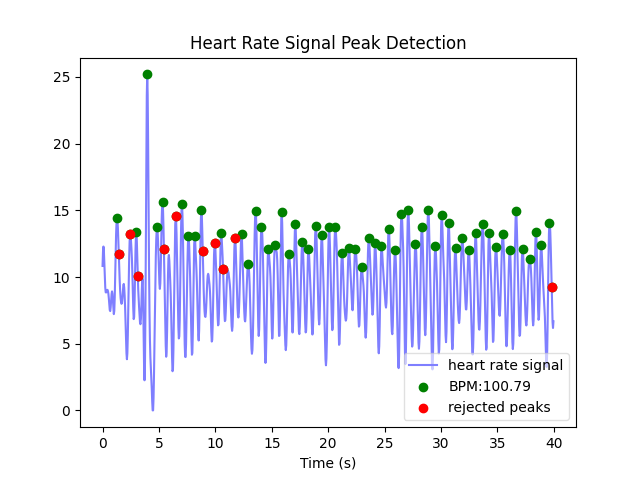 Heart Rate Signal Peak Detection
25
20
15
10
5
0
heart rate signal
BPM:100.79
rejected peaks
0 5 10 15 20 25 30 35 40
Time (s)